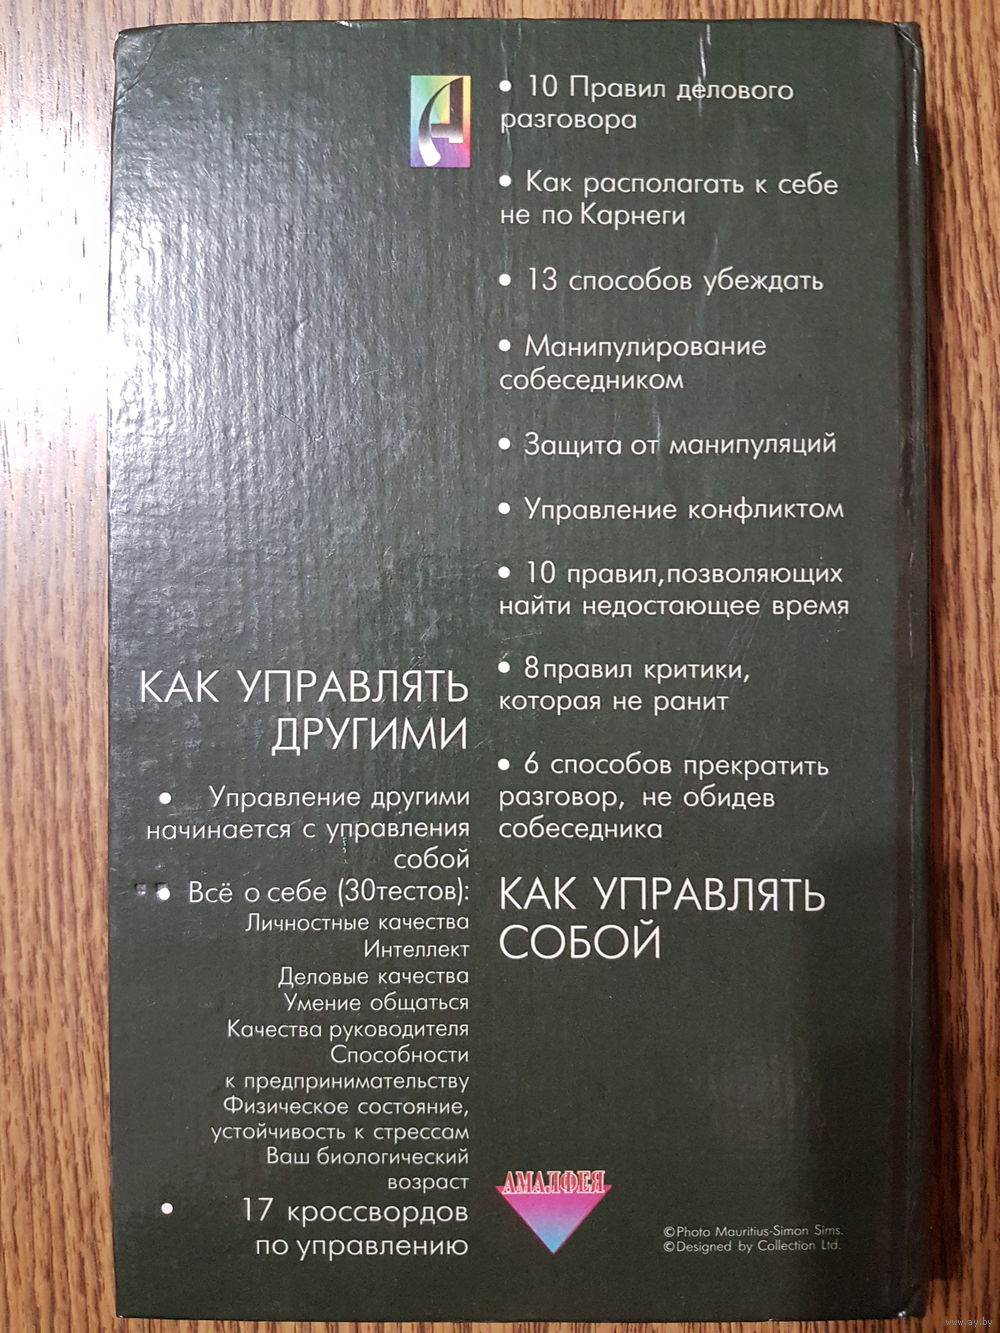 • 10 Правил делового
разговора
• Как располагать к себе
не по Карнеги
• 13 способов убеждать
• Манипулирование
собеседником
• Защита от манипуляций
• Управление конфликтом
• 10 правил,позволяющих
найти недостающее время
• 8 правил критики,
которая не ранит
• 6 способов прекратить
разговор, не обидев
собеседника
КАК УПРАВЛЯТЬ
СОБОЙ
КАК УПРАВЛЯТЬ
ДРУГИМИ
• Управление другими
начинается с управления
собой
• Всё о себе (30тестов):
Личностные качества
Интеллект
Деловые качества
Умение общаться
Качества руководителя
Способности
к предпринимательству
Физическое состояние,
устойчивость к стрессам
Ваш биологический
возраст
• 17 кроссвордов
по управлению
АМАЛФЕЯ
©Photo Mauritius-Simon Sims.
©Designed by Collection Ltd.
www.ay.by